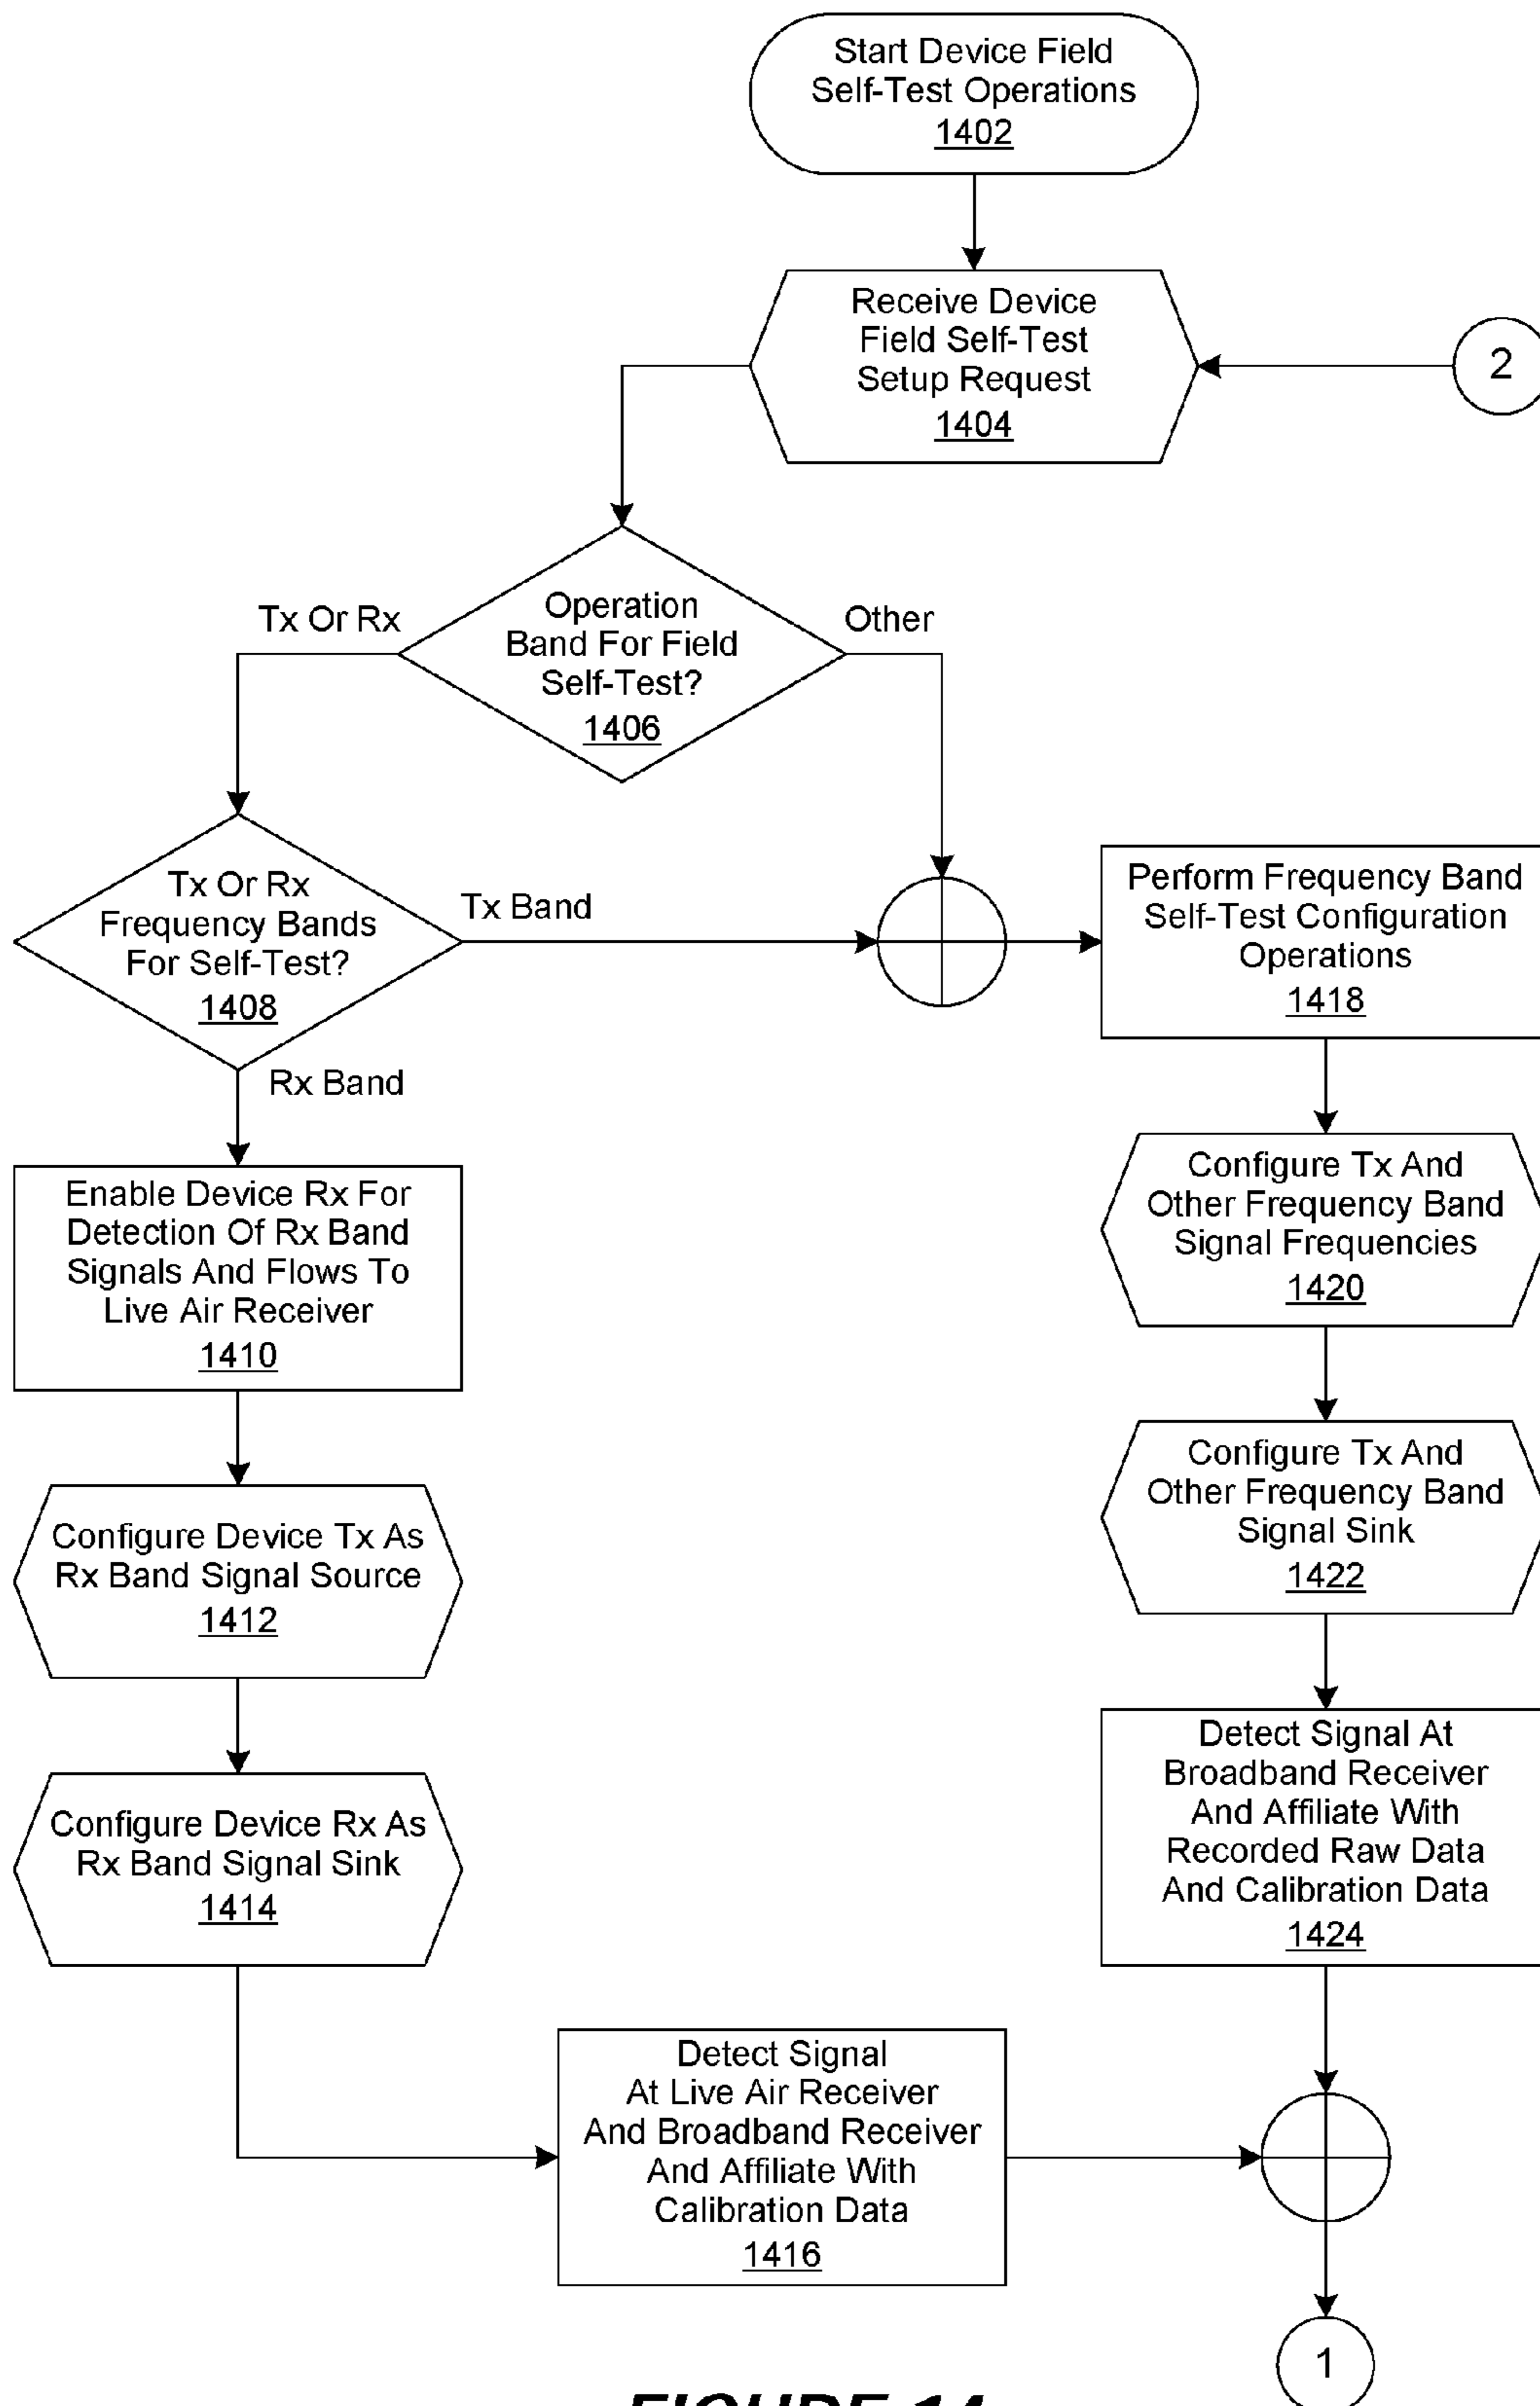 Start Device Field
Self-Test Operations
1402
Receive Device
Field Self-Test
Setup Request
1404
2
Operation
Band For Field
Self-Test?
1406
Tx Or Rx
Other
Tx Or Rx
Frequency Bands
For Self-Test?
1408
Tx Band
Rx Band
Perform Frequency Band
Self-Test Configuration
Operations
1418
Enable Device Rx For
Detection Of Rx Band
Signals And Flows To
Live Air Receiver
1410
Configure Tx And
Other Frequency Band
Signal Frequencies
1420
Configure Device Tx As
Rx Band Signal Source
1412
Configure Tx And
Other Frequency Band
Signal Sink
1422
Configure Device Rx As
Rx Band Signal Sink
1414
Detect Signal At
Broadband Receiver
And Affiliate With
Recorded Raw Data
And Calibration Data
1424
Detect Signal
At Live Air Receiver
And Broadband Receiver
And Affiliate With
Calibration Data
1416
1
FIGURE 14